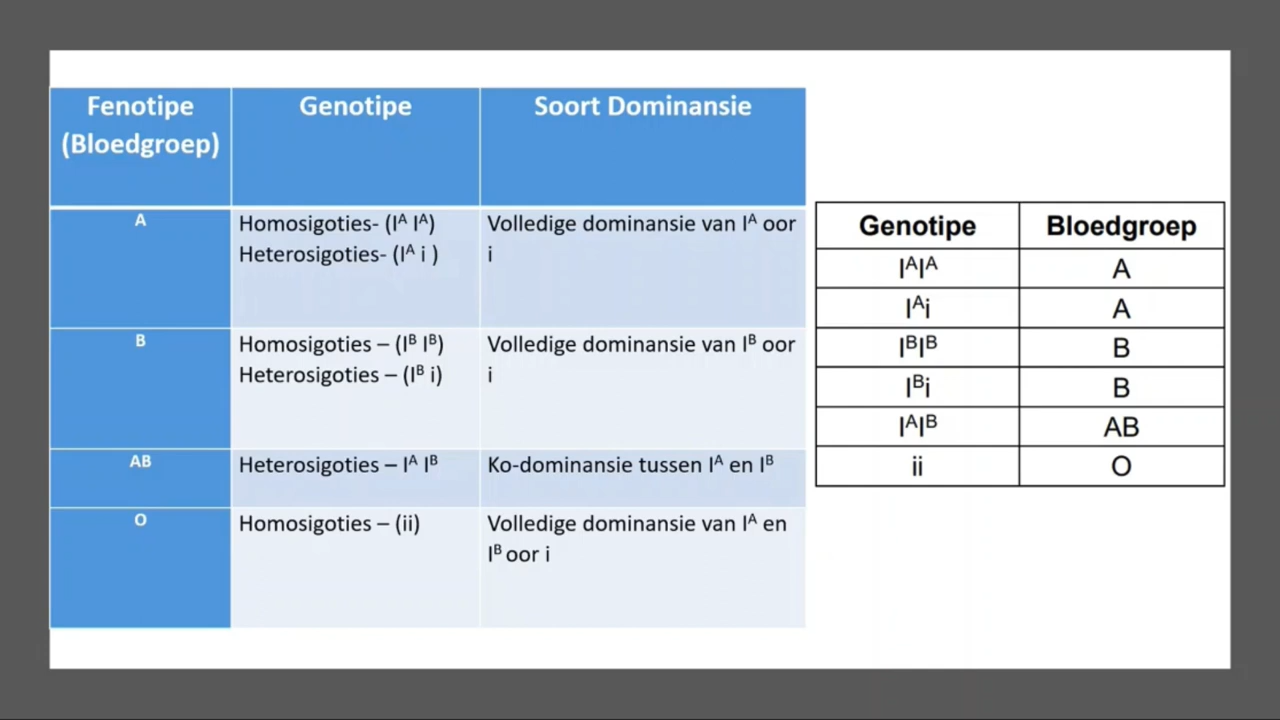 Fenotipe (Bloedgroep) Genotipe Soort Dominansie
A
Homosigoties- (Iᴬ Iᴬ)
Heterosigoties- (Iᴬ i )
Volledige dominansie van Iᴬ oor
i
B
Homosigoties – (Iᴮ Iᴮ)
Heterosigoties – (Iᴮ i)
Volledige dominansie van Iᴮ oor
i
AB
Heterosigoties – Iᴬ Iᴮ
Ko-dominansie tussen Iᴬ en Iᴮ
O
Homosigoties – (ii)
Volledige dominansie van Iᴬ en
Iᴮ oor i
Genotipe Bloedgroep
IᴬIᴬ A
Iᴬi A
IᴮIᴮ B
Iᴮi B
IᴬIᴮ AB
ii O